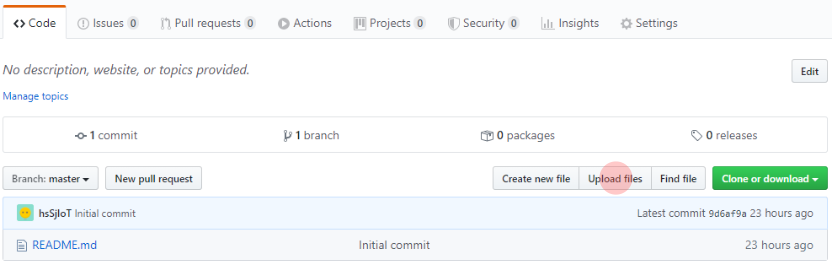 Code Issues 0 Pull requests 0 Actions Projects 0 Security 0 Insights Settings
No description, website, or topics provided. Edit
Manage topics
1 commit 1 branch 0 packages 0 releases
Branch: master New pull request Create new file Upload files Find file Clone or download
hsSjIoT Initial commit Latest commit 9d6af9a 23 hours ago
README.md Initial commit 23 hours ago